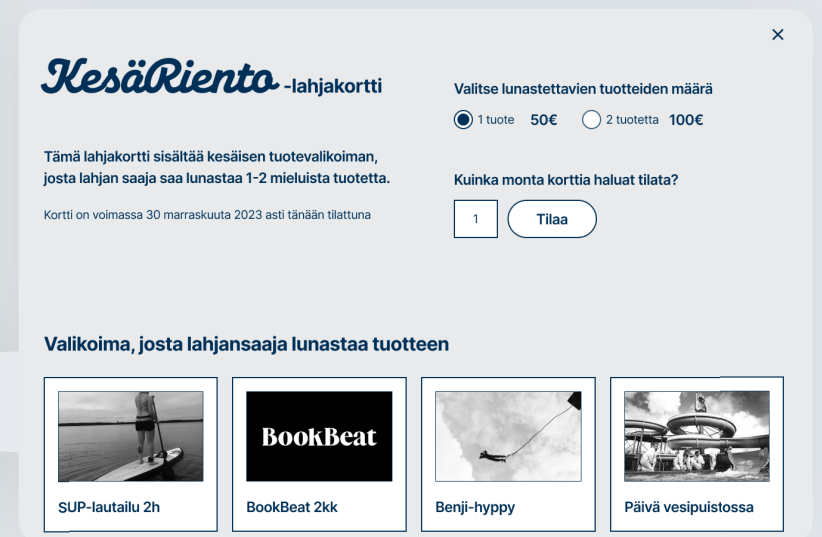 KesäRiento -lahjakortti
Tämä lahjakortti sisältää kesäisen tuotevalikoiman,
josta lahjan saaja saa lunastaa 1-2 mieluista tuotetta.
Kortti on voimassa 30 marraskuuta 2023 asti tänään tilattuna
Valitse lunastettavien tuotteiden määrä
1 tuote 50€ 2 tuotetta 100€
Kuinka monta korttia haluat tilata?
1 Tilaa
Valikoima, josta lahjansaaja lunastaa tuotteen
BookBeat
SUP-lautailu 2h
BookBeat 2kk
Benji-hyppy
Päivä vesipuistossa